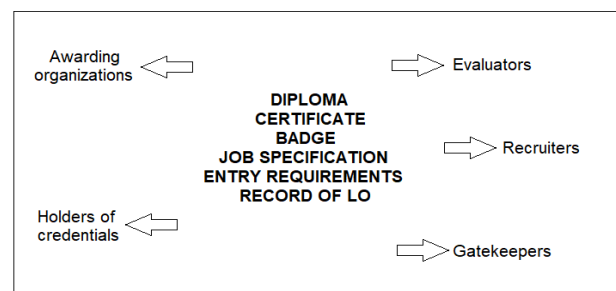 Awarding
organizations
Evaluators
DIPLOMA
CERTIFICATE
BADGE
JOB SPECIFICATION
ENTRY REQUIREMENTS
RECORD OF LO
Recruiters
Holders of
credentials
Gatekeepers